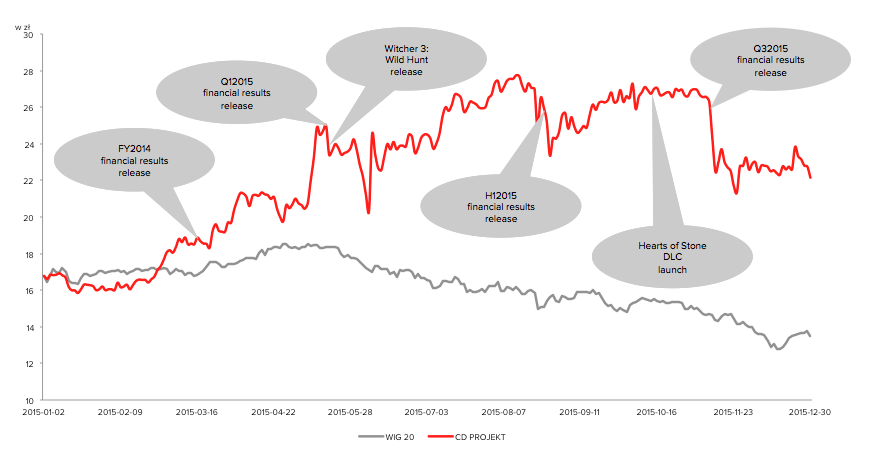 w zł
30
28
26
24
22
20
18
16
14
12
10
FY2014
financial results
release
Q12015
financial results
release
Witcher 3:
Wild Hunt
release
H12015
financial results
release
Hearts of Stone
DLC
launch
Q32015
financial results
release
2015-01-02 2015-02-09 2015-03-16 2015-04-22 2015-05-28 2015-07-03 2015-08-07 2015-09-11 2015-10-16 2015-11-23 2015-12-30
WIG 20 CD PROJEKT